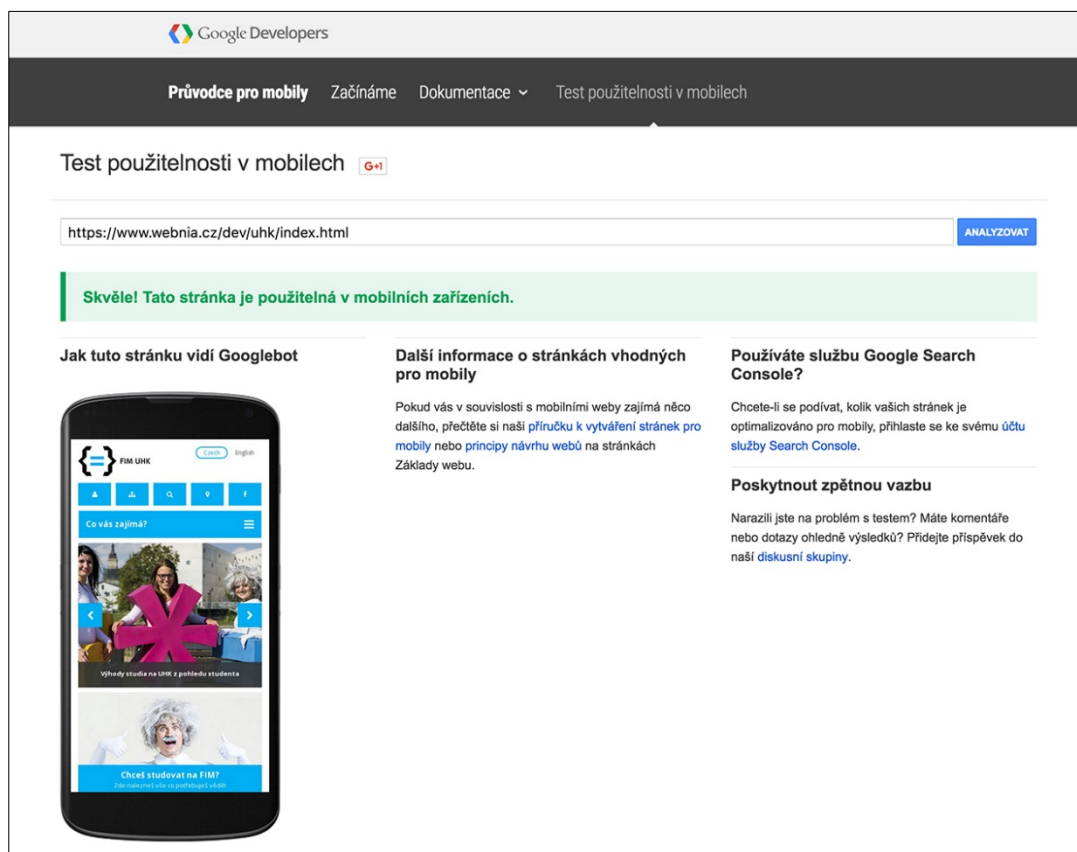 Google Developers
Průvodce pro mobily Začínáme Dokumentace Test použitelnosti v mobilech
Test použitelnosti v mobilech G+1
https://www.webnia.cz/dev/uhk/index.html ANALYZOVAT
Skvěle! Tato stránka je použitelná v mobilních zařízeních.
Jak tuto stránku vidí Googlebot
{=} FIM UHK Czech English
f
Co vás zajímá?
Výhody studia na UHK z pohledu studenta
Chceš studovat na FIM?
Zde nalezneš vše co potřebuješ vědět
Další informace o stránkách vhodných
pro mobily
Pokud vás v souvislosti s mobilními weby zajímá něco
dalšího, přečtěte si naši příručku k vytváření stránek pro
mobily nebo principy návrhu webů na stránkách
Základy webu.
Používáte službu Google Search
Console?
Chcete-li se podívat, kolik vašich stránek je
optimalizováno pro mobily, přihlaste se ke svému účtu
služby Search Console.
Poskytnout zpětnou vazbu
Narazili jste na problém s testem? Máte komentáře
nebo dotazy ohledně výsledků? Přidejte příspěvek do
naší diskusní skupiny.